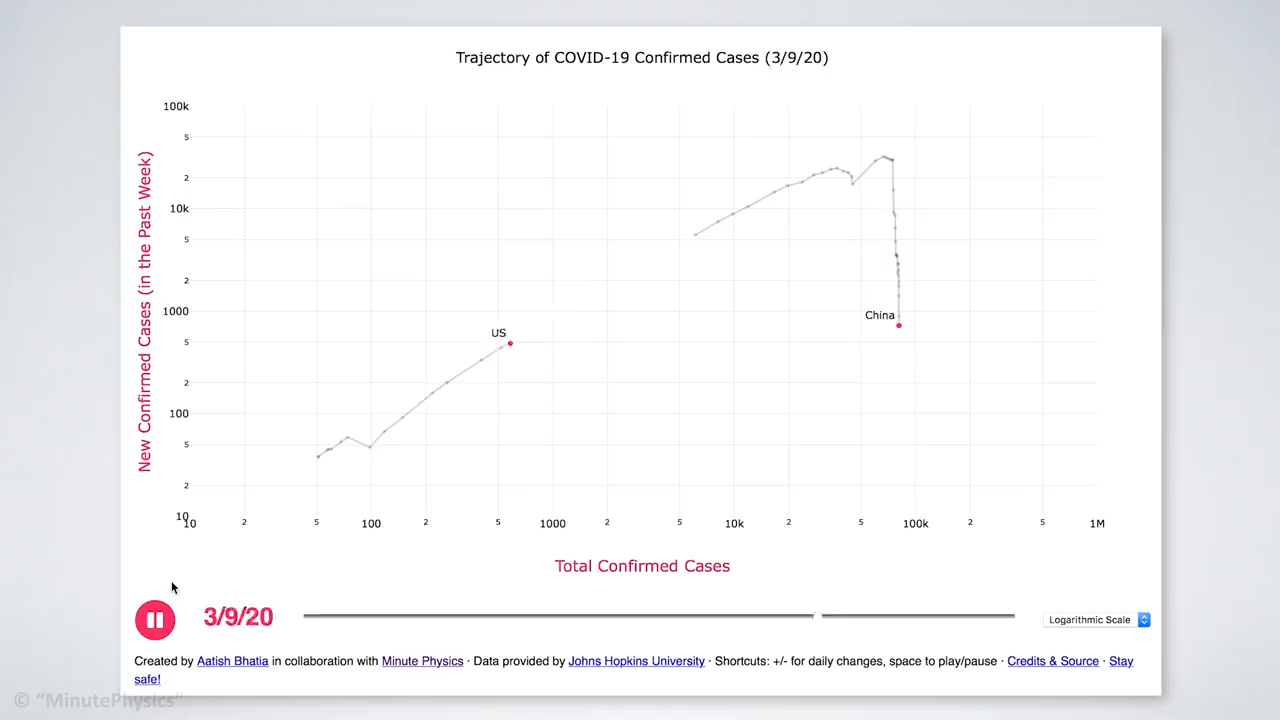 Trajectory of COVID-19 Confirmed Cases (3/9/20)
New Confirmed Cases (in the Past Week)
100k
5
2
10k
5
2
1000
5
2
100
5
2
10
US
China
10 2 5 100 2 5 1000 2 5 10k 2 5 100k 2 5 1M
Total Confirmed Cases
3/9/20
Logarithmic Scale
Created by Aatish Bhatia in collaboration with Minute Physics · Data provided by Johns Hopkins University · Shortcuts: +/- for daily changes, space to play/pause · Credits & Source · Stay
safe!
© "MinutePhysics"